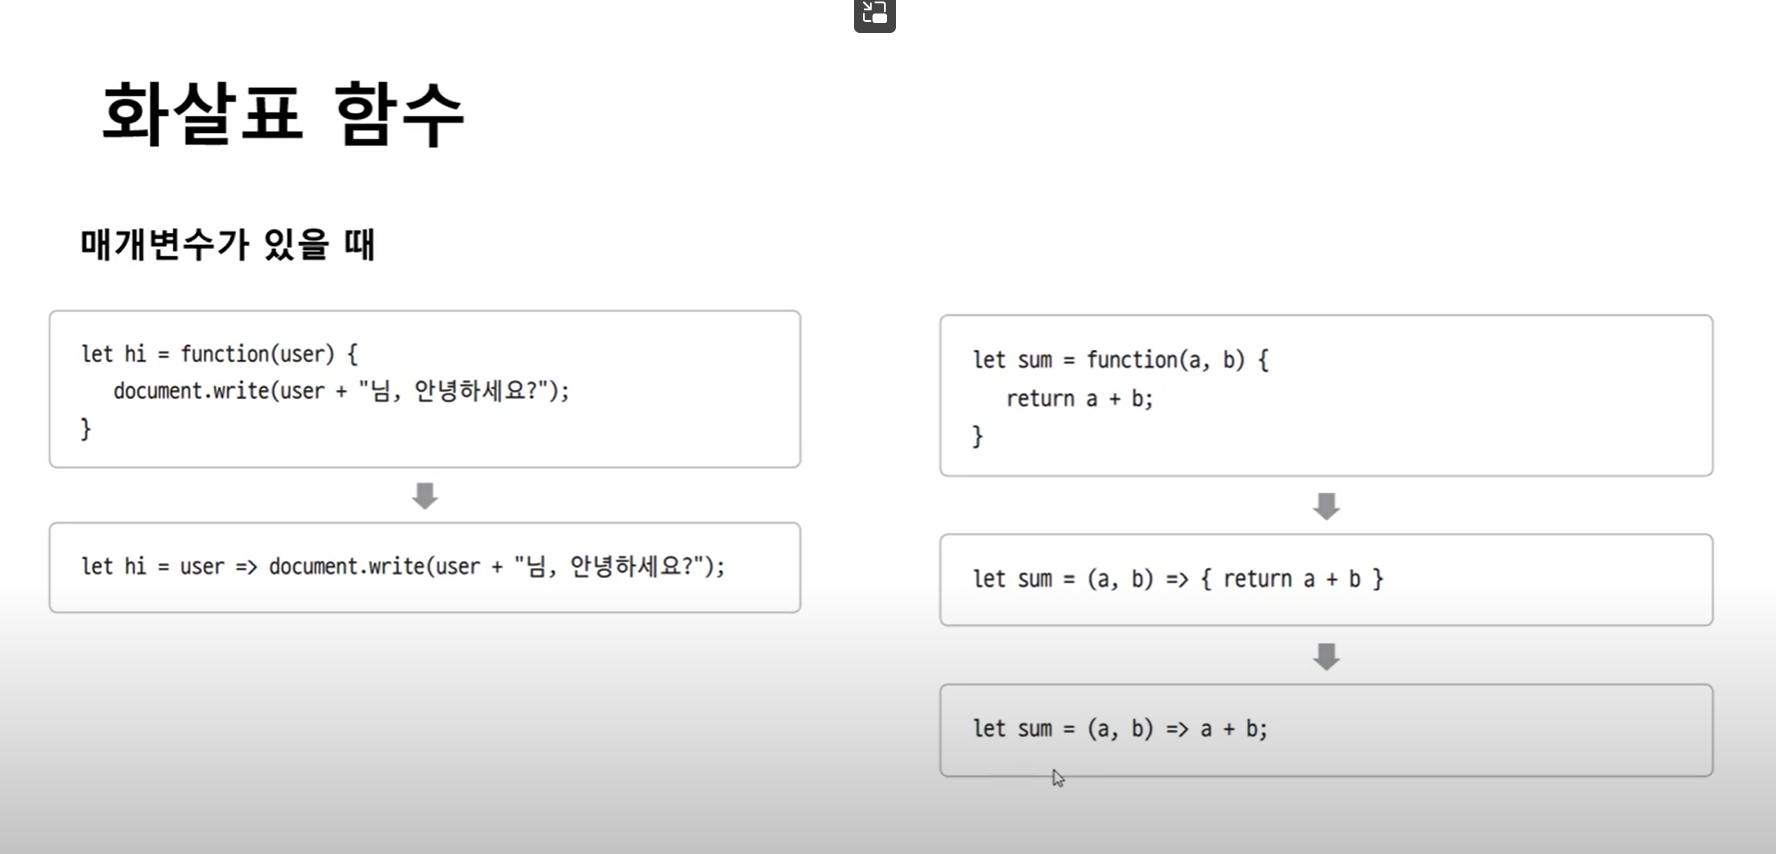 화살표 함수
매개변수가 있을 때
let hi = function(user) {
document.write(user + "님, 안녕하세요?");
}
let hi = user => document.write(user + "님, 안녕하세요?");
let sum = function(a, b) {
return a + b;
}
let sum = (a, b) => { return a + b }
let sum = (a, b) => a + b;